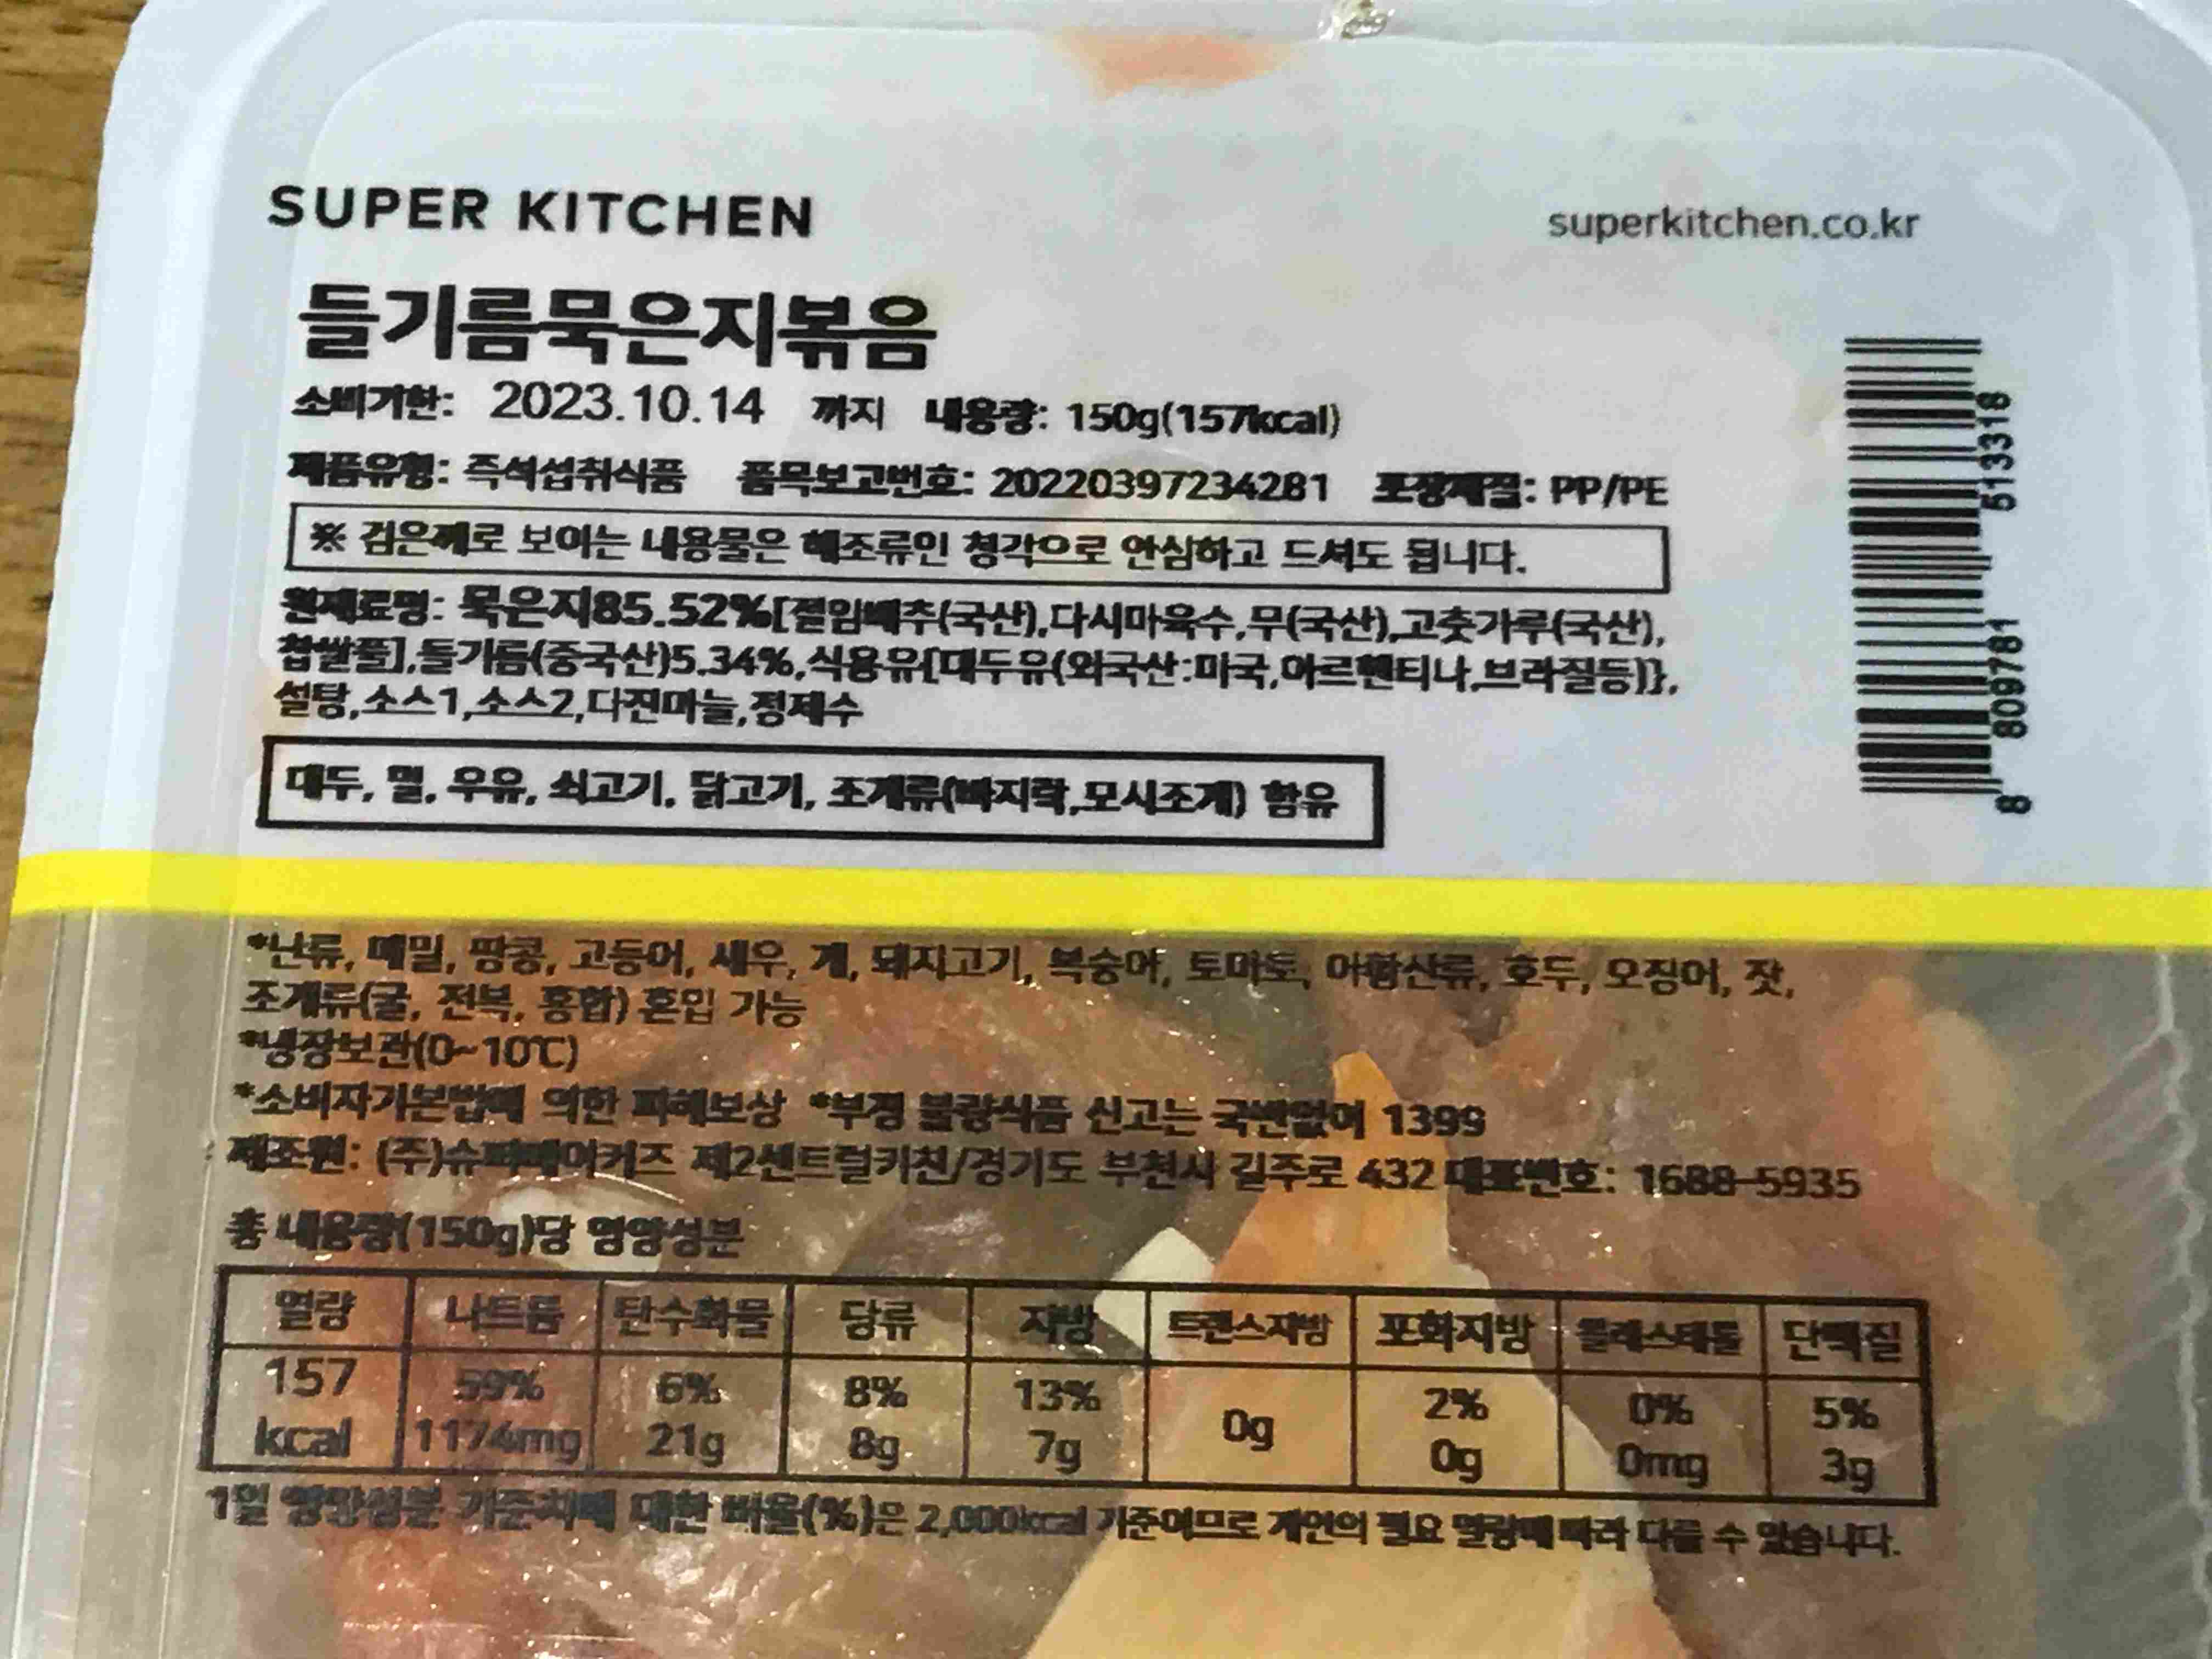 SUPER KITCHEN
superkitchen.co.kr
들기름묵은지볶음
소비기한: 2023.10.14 까지 내용량: 150g(157kcal)
제품유형: 즉석섭취식품 품목보고번호: 20220397234281 포장재질: PP/PE
※ 검은깨로 보이는 내용물은 해조류인 청각으로 안심하고 드셔도 됩니다.
원재료명: 묵은지85.52%[절임배추(국산),다시마육수,무(국산),고춧가루(국산),
찹쌀풀],들기름(중국산)5.34%,식용유{대두유(외국산:미국,아르헨티나,브라질등)},
설탕,소스1,소스2,다진마늘,정제수
대두, 밀, 우유, 쇠고기, 닭고기, 조개류(바지락,모시조개) 함유
8 809781 513318
*난류, 메밀, 땅콩, 고등어, 새우, 게, 돼지고기, 복숭아, 토마토, 아황산류, 호두, 오징어, 잣,
조개류(굴, 전복, 홍합) 혼입 가능
*냉장보관(0~10℃)
*소비자기본법에 의한 피해보상 *부정 불량식품 신고는 국번없이 1399
제조원: (주)슈퍼메이커즈 제2센트럴키친/경기도 부천시 길주로 432 대표번호: 1688-5935
총 내용량(150g)당 영양성분
열량 나트륨 탄수화물 당류 지방 트랜스지방 포화지방 콜레스테롤 단백질
157 59% 6% 8% 13% 0g 2% 0% 5%
kcal 1174mg 21g 8g 7g 0g 0mg 3g
1일 영양성분 기준치에 대한 비율(%)은 2,000kcal 기준이므로 개인의 필요 열량에 따라 다를 수 있습니다.